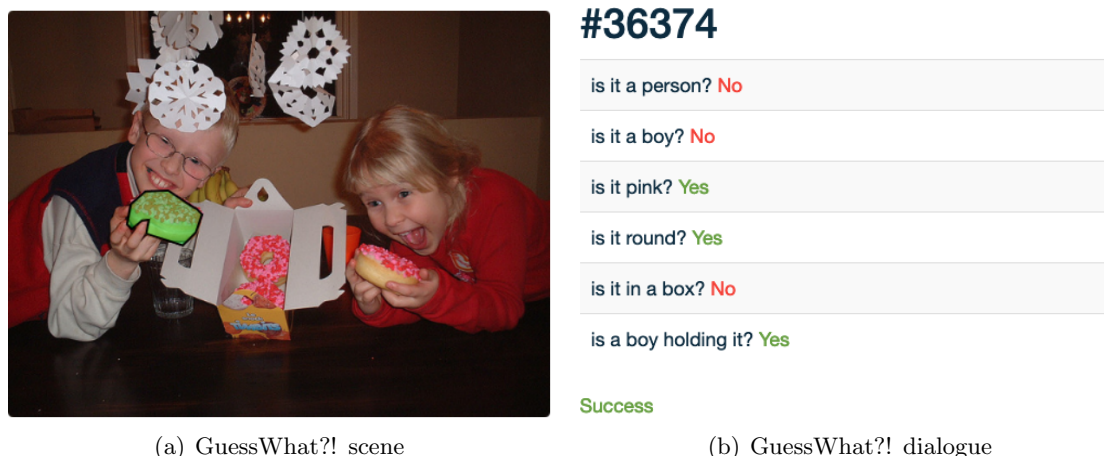 #36374
is it a person? No
is it a boy? No
is it pink? Yes
is it round? Yes
is it in a box? No
is a boy holding it? Yes
Success
(a) GuessWhat?! scene
(b) GuessWhat?! dialogue